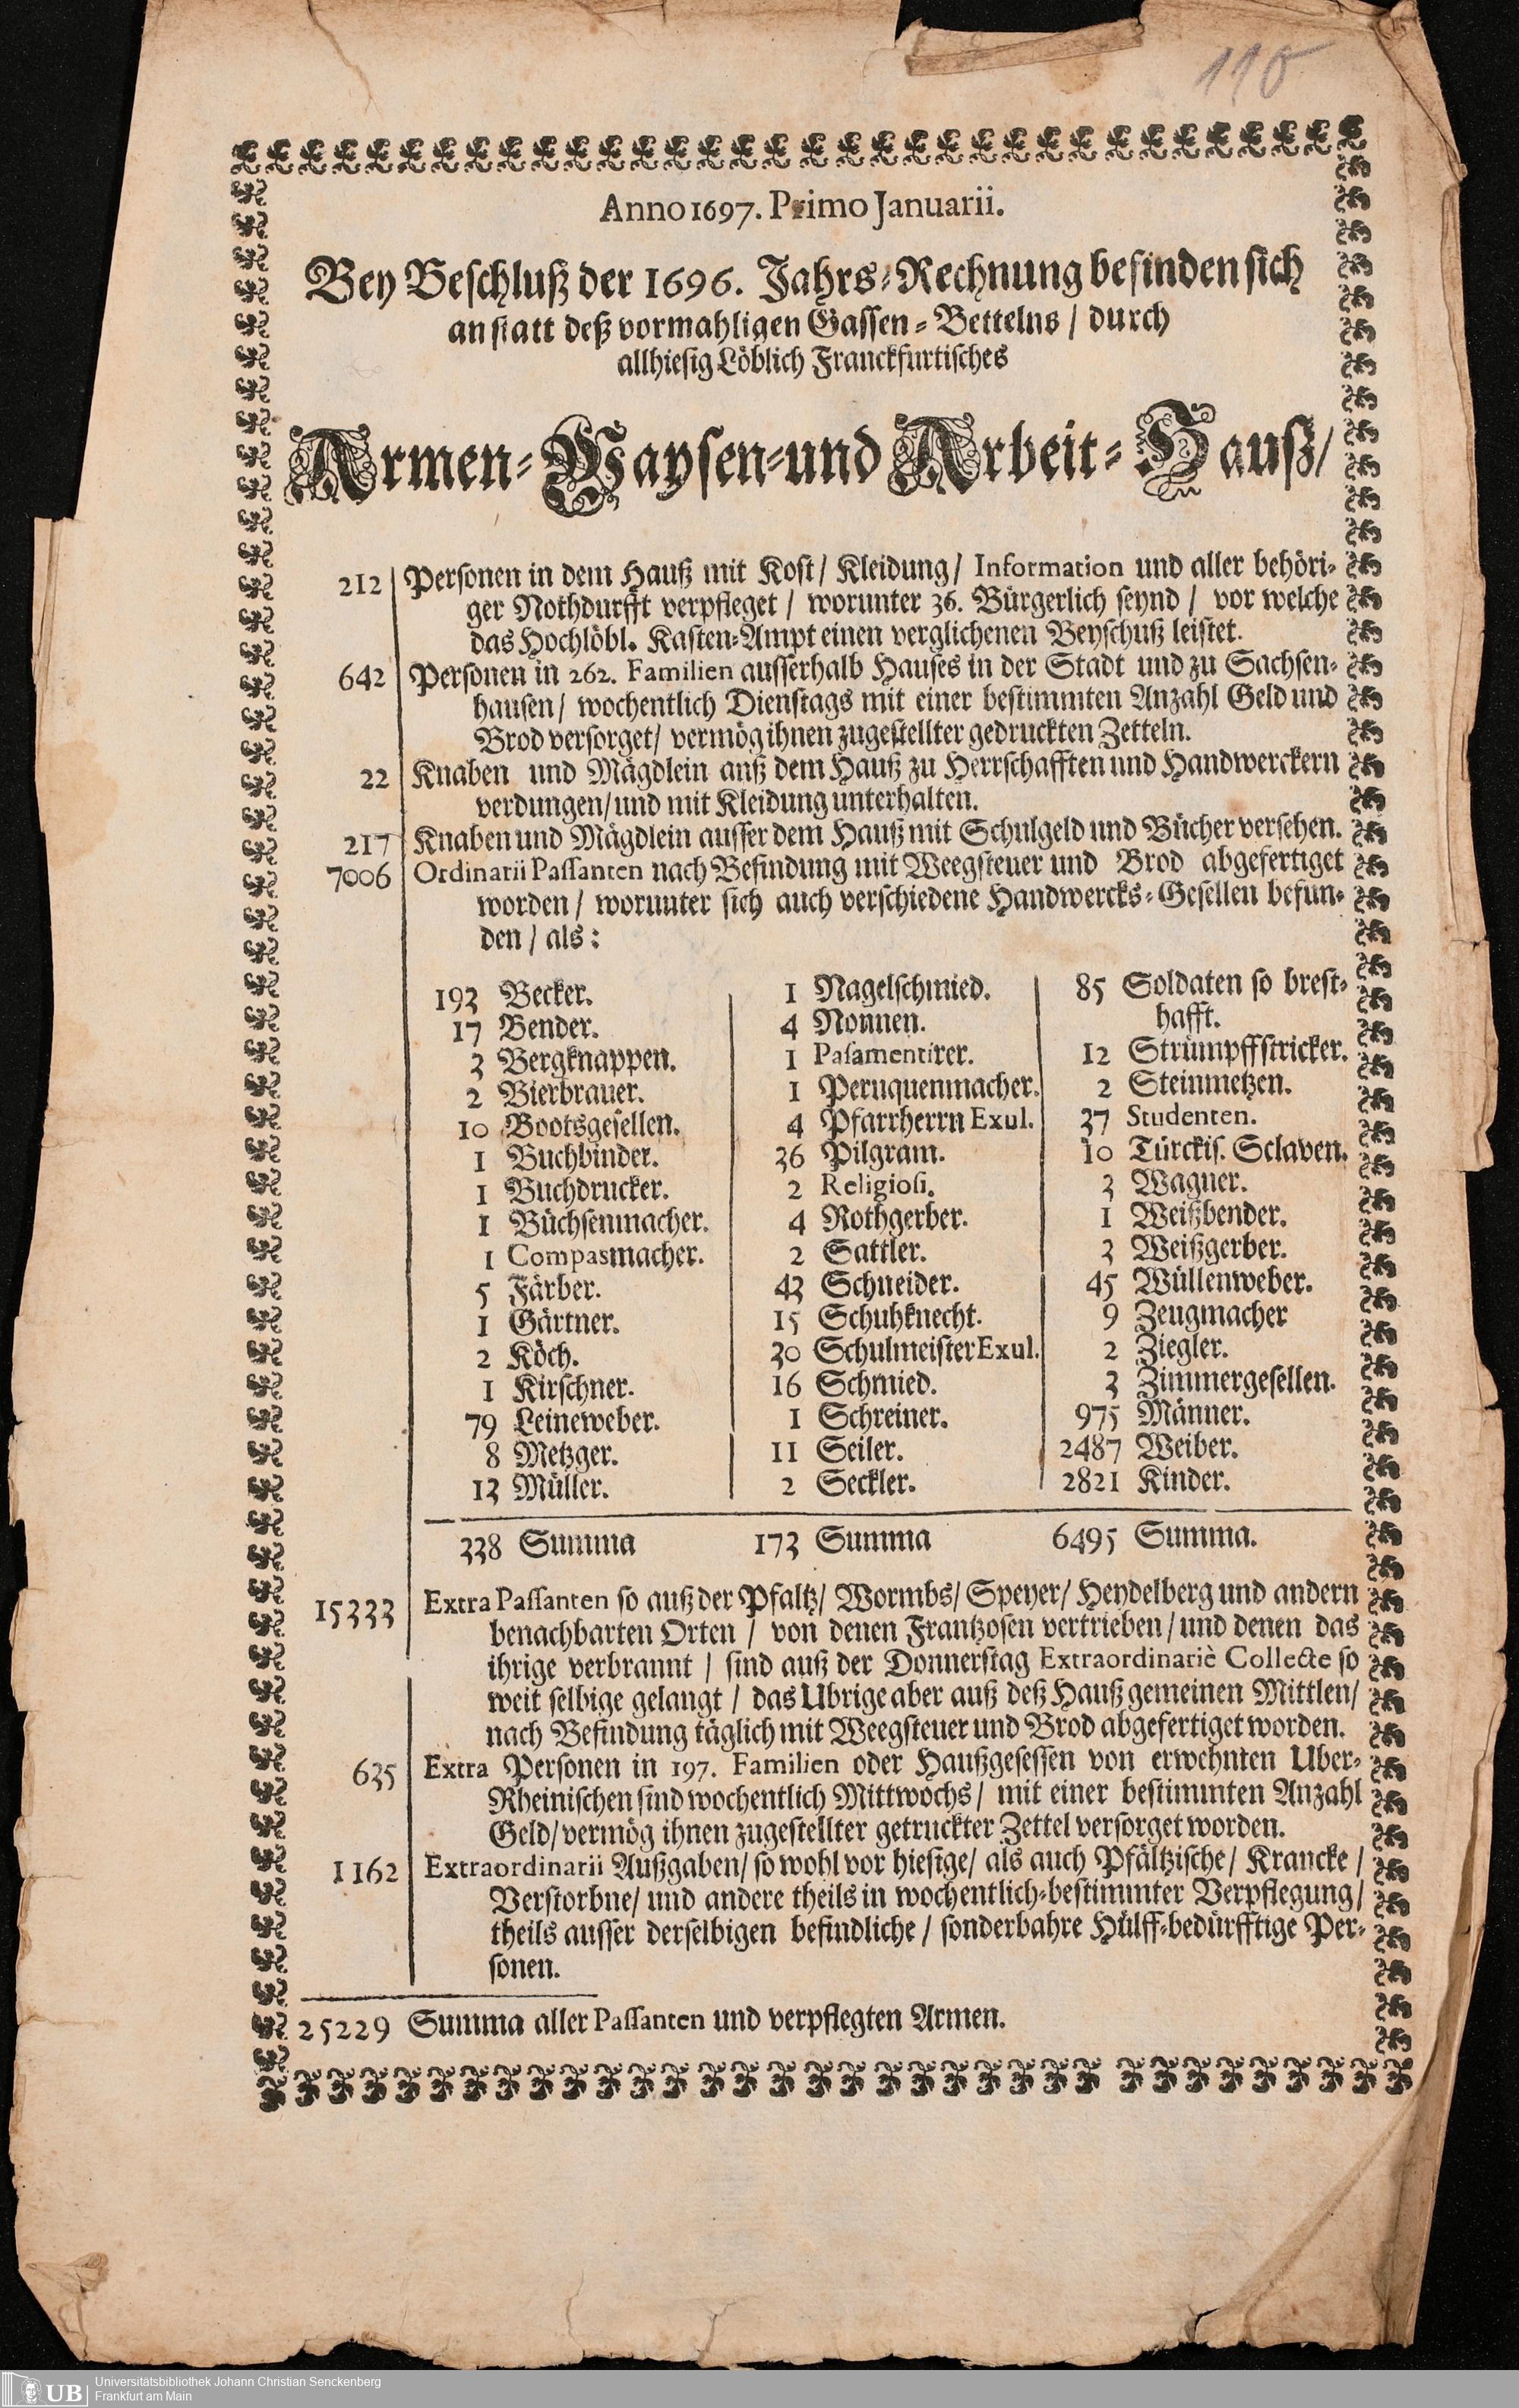 110
Anno 1697. Primo Januarii.
Bey Beschluß der 1696. Jahrs-Rechnung befinden sich
an statt deß vormahligen Gassen-Bettelns / durch
allhiesig Löblich Franckfurtisches
Armen-Waysen-und Arbeit-Hauß/
212 Personen in dem Hauß mit Kost/ Kleidung/ Information und aller behöri-
ger Nothdurfft verpfleget / worunter 36. Bürgerlich seynd / vor welche
das Hochlöbl. Kasten-Ampt einen verglichenen Beyschuß leistet.
642 Personen in 262. Familien ausserhalb Hauses in der Stadt und zu Sachsen-
hausen/ wochentlich Dienstags mit einer bestimmten Anzahl Geld und
Brod versorget/ vermög ihnen zugestellter gedruckten Zetteln.
22 Knaben und Mägdlein auß dem Hauß zu Herrschafften und Handwerckern
verdungen/und mit Kleidung unterhalten.
217 Knaben und Mägdlein ausser dem Hauß mit Schulgeld und Bücher versehen.
7006 Ordinarii Passanten nach Befindung mit Weegsteuer und Brod abgefertiget
worden / worunter sich auch verschiedene Handwercks-Gesellen befun-
den / als:
193 Becker.
17 Bender.
3 Bergknappen.
2 Bierbrauer.
10 Bootsgesellen.
1 Buchbinder.
1 Buchdrucker.
1 Büchsenmacher.
1 Compasmacher.
5 Färber.
1 Gärtner.
2 Köch.
1 Kirschner.
79 Leineweber.
8 Metzger.
13 Müller.
338 Summa
1 Nagelschmied.
4 Nonnen.
1 Pasamentirer.
1 Peruquenmacher.
4 Pfarrherrn Exul.
36 Pilgram.
2 Religiosi.
4 Rothgerber.
2 Sattler.
43 Schneider.
15 Schuhknecht.
30 Schulmeister Exul.
16 Schmied.
1 Schreiner.
11 Seiler.
2 Seckler.
173 Summa
85 Soldaten so brest-
hafft.
12 Strümpffstricker.
2 Steinmetzen.
37 Studenten.
10 Türckis. Sclaven.
3 Wagner.
1 Weißbender.
3 Weißgerber.
45 Wüllenweber.
9 Zeugmacher
2 Ziegler.
3 Zimmergesellen.
975 Männer.
2487 Weiber.
2821 Kinder.
6495 Summa.
15333 Extra Passanten so auß der Pfaltz/ Wormbs/ Speyer/ Heydelberg und andern
benachbarten Orten / von denen Frantzosen vertrieben/ und denen das
ihrige verbrannt / sind auß der Donnerstag Extraordinariè Collecte so
weit selbige gelangt / das Ubrige aber auß deß Hauß gemeinen Mittlen/
nach Befindung täglich mit Weegsteuer und Brod abgefertiget worden.
635 Extra Personen in 197. Familien oder Haußgesessen von erwehnten Uber-
Rheinischen sind wochentlich Mittwochs/ mit einer bestimmten Anzahl
Geld/ vermög ihnen zugestellter getruckter Zettel versorget worden.
1162 Extraordinarii Außgaben/ so wohl vor hiesige/ als auch Pfältzische/ Krancke /
Verstorbne/ und andere theils in wochentlich-bestimmter Verpflegung/
theils ausser derselbigen befindliche / sonderbahre Hülff-bedürfftige Per-
sonen.
25229 Summa aller Passanten und verpflegten Armen.
UB Universitätsbibliothek Johann Christian Senckenberg
Frankfurt am Main